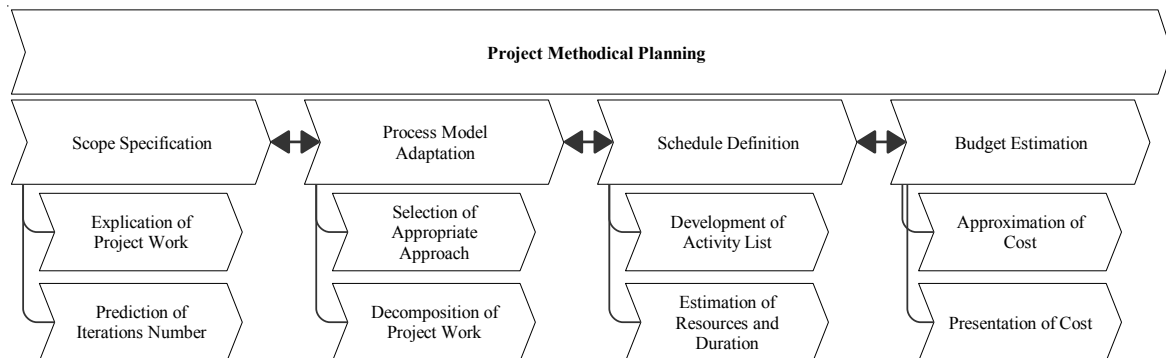 Project Methodical Planning
Scope Specification
Process Model
Adaptation
Schedule Definition
Budget Estimation
Explication of
Project Work
Selection of
Appropriate
Approach
Development of
Activity List
Approximation of
Cost
Prediction of
Iterations Number
Decomposition of
Project Work
Estimation of
Resources and
Duration
Presentation of Cost